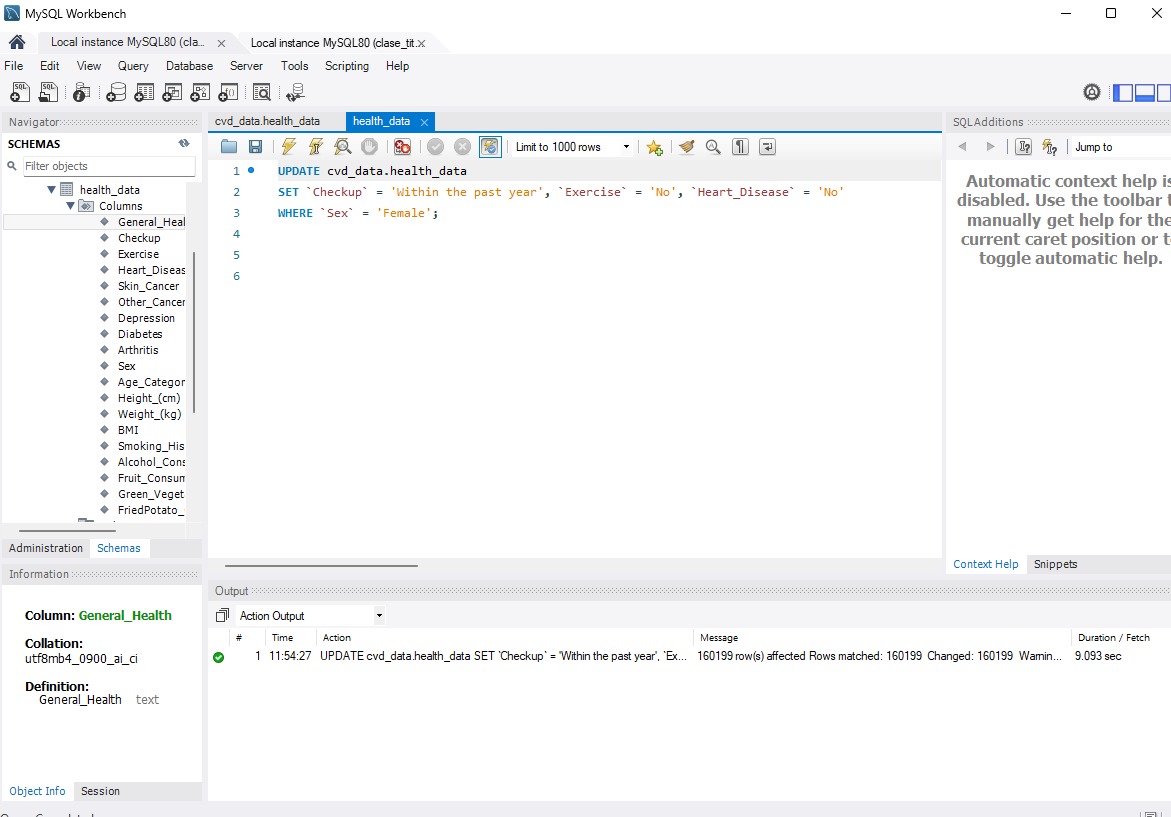 MySQL Workbench
Local instance MySQL80 (cla...
Local instance MySQL80 (clase_tit.
File Edit View Query Database Server Tools Scripting Help
Navigator
SCHEMAS
Filter objects
health_data
Columns
General_Heal
Checkup
Exercise
Heart_Diseas
Skin_Cancer
Other_Cancer
Depression
Diabetes
Arthritis
Sex
Age_Categor
Height_(cm)
Weight_(kg)
BMI
Smoking_His
Alcohol_Cons
Fruit_Consum
Green_Veget
FriedPotato_
Administration Schemas
Information
Column: General_Health
Collation:
utf8mb4_0900_ai_ci
Definition:
General_Health text
Object Info Session
cvd_data.health_data health_data
Limit to 1000 rows
1 UPDATE cvd_data.health_data
2 SET `Checkup` = 'Within the past year', `Exercise` = 'No', `Heart_Disease` = 'No'
3 WHERE `Sex` = 'Female';
4
5
6
SQLAdditions
Jump to
Automatic context help is
disabled. Use the toolbar t
manually get help for the
current caret position or t
toggle automatic help.
Context Help Snippets
Output
Action Output
# Time Action Message Duration / Fetch
1 11:54:27 UPDATE cvd_data.health_data SET `Checkup` = 'Within the past year', `Ex... 160199 row(s) affected Rows matched: 160199 Changed: 160199 Warnin... 9.093 sec